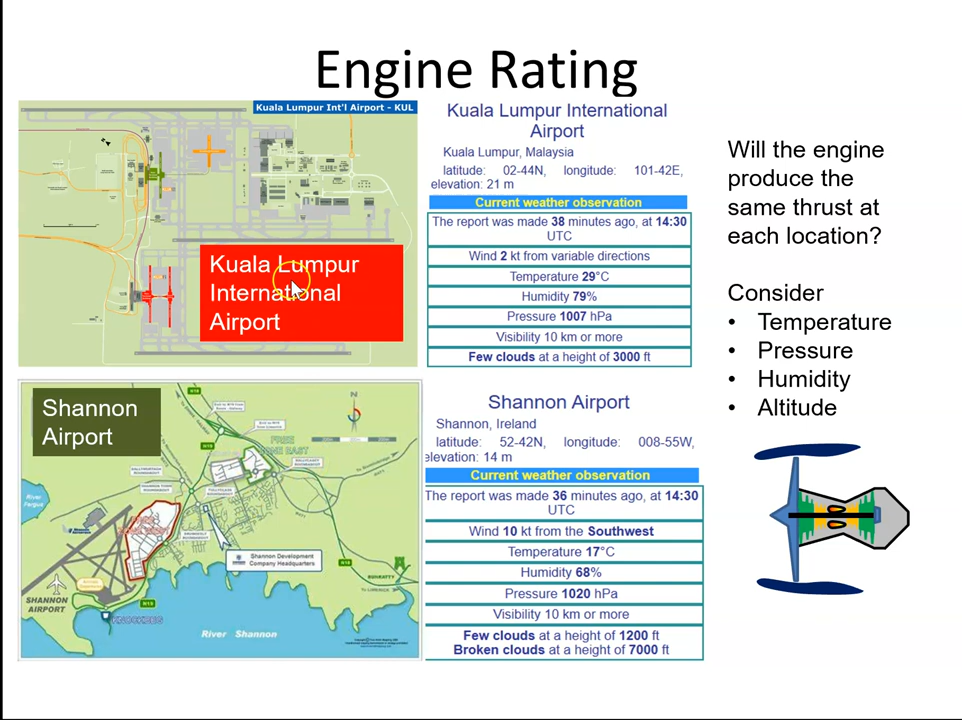 Engine Rating
Kuala Lumpur Int'l Airport - KUL
Kuala Lumpur
International
Airport
Kuala Lumpur International
Airport
Kuala Lumpur, Malaysia
latitude: 02-44N, longitude: 101-42E,
elevation: 21 m
Current weather observation
The report was made 38 minutes ago, at 14:30
UTC
Wind 2 kt from variable directions
Temperature 29°C
Humidity 79%
Pressure 1007 hPa
Visibility 10 km or more
Few clouds at a height of 3000 ft
Shannon
Airport
River
Fergus
SHANNON
AIRPORT
N19
N18
Shannon Development
Company Headquarters
BUNRATTY
River Shannon
Shannon Airport
Shannon, Ireland
latitude: 52-42N, longitude: 008-55W,
elevation: 14 m
Current weather observation
The report was made 36 minutes ago, at 14:30
UTC
Wind 10 kt from the Southwest
Temperature 17°C
Humidity 68%
Pressure 1020 hPa
Visibility 10 km or more
Few clouds at a height of 1200 ft
Broken clouds at a height of 7000 ft
Will the engine
produce the
same thrust at
each location?
Consider
• Temperature
• Pressure
• Humidity
• Altitude